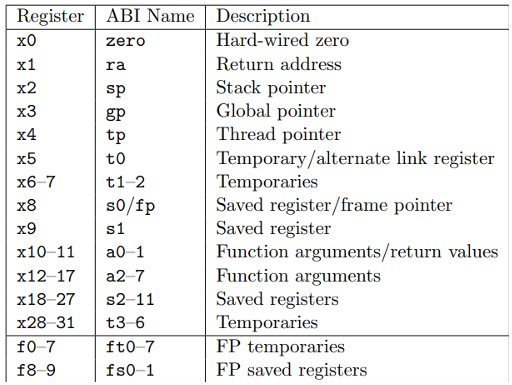 Register ABI Name Description
x0 zero Hard-wired zero
x1 ra Return address
x2 sp Stack pointer
x3 gp Global pointer
x4 tp Thread pointer
x5 t0 Temporary/alternate link register
x6–7 t1–2 Temporaries
x8 s0/fp Saved register/frame pointer
x9 s1 Saved register
x10–11 a0–1 Function arguments/return values
x12–17 a2–7 Function arguments
x18–27 s2–11 Saved registers
x28–31 t3–6 Temporaries
f0–7 ft0–7 FP temporaries
f8–9 fs0–1 FP saved registers